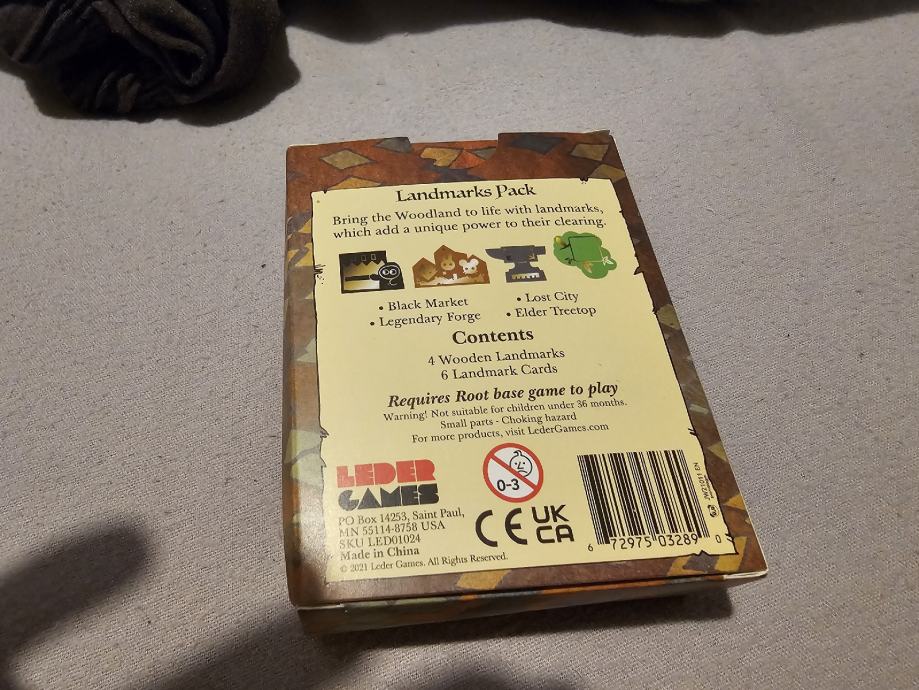 Landmarks Pack
Bring the Woodland to life with landmarks,
which add a unique power to their clearing.
• Black Market
• Legendary Forge
• Lost City
• Elder Treetop
Contents
4 Wooden Landmarks
6 Landmark Cards
Requires Root base game to play
Warning! Not suitable for children under 36 months.
Small parts - Choking hazard
For more products, visit LederGames.com
LEDER
GAMES
PO Box 14253, Saint Paul,
MN 55114-8758 USA
SKU LED01024
Made in China
© 2021 Leder Games. All Rights Reserved.
0-3
CE
UK
CA
6 72975 03289 0